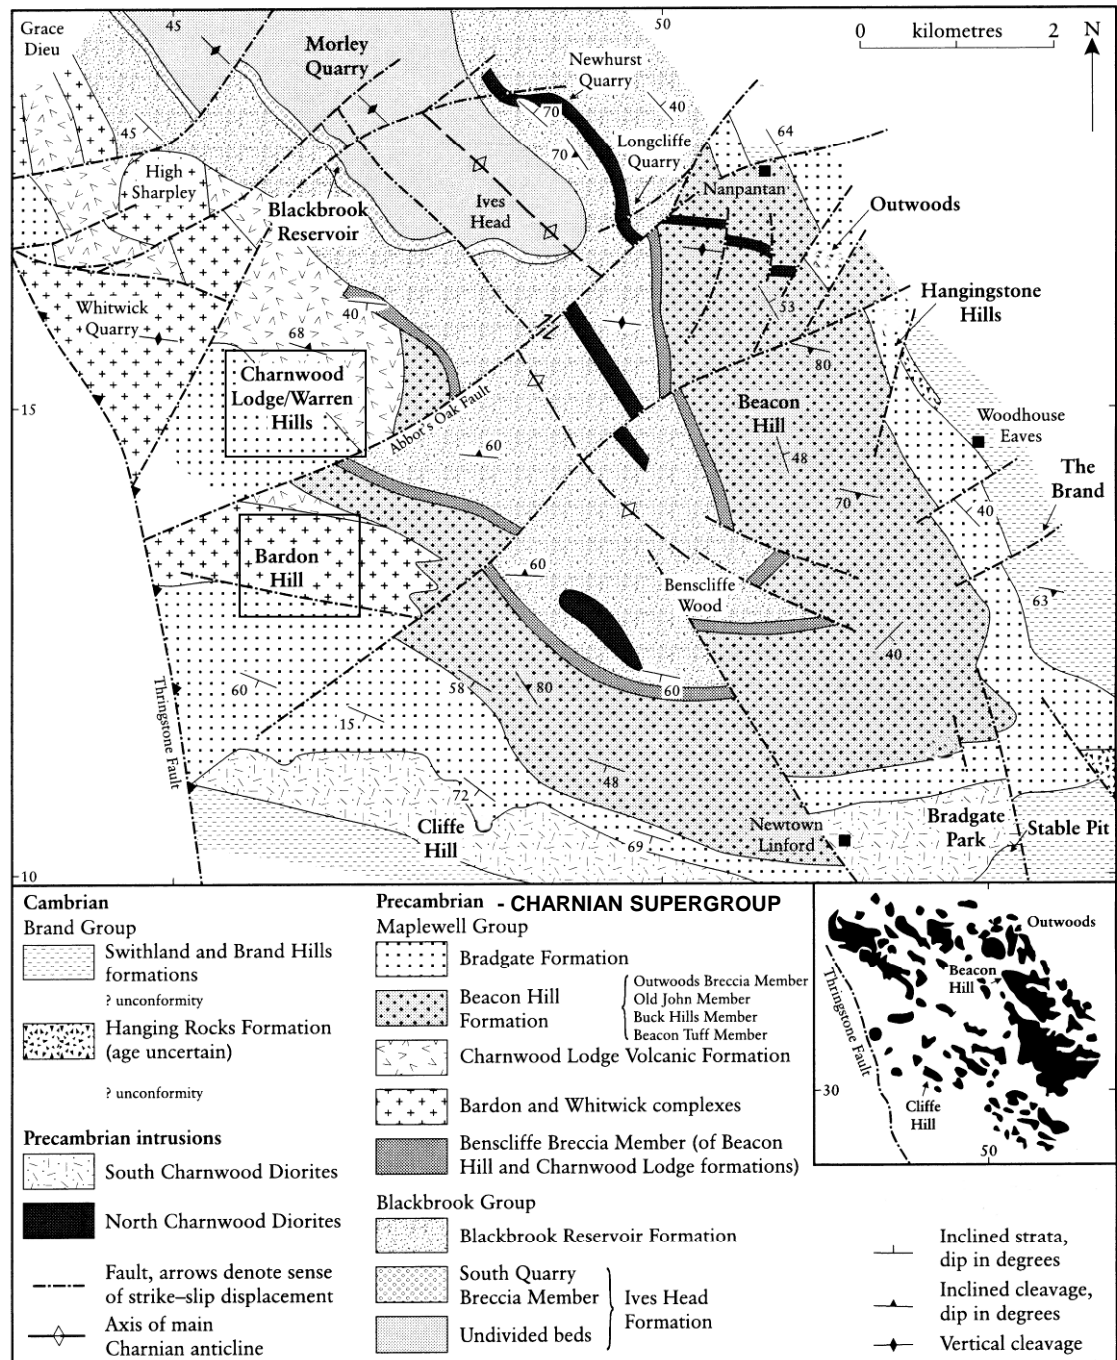 Grace
Dieu
45
50
0 kilometres 2
N
Morley
Quarry
Newhurst
Quarry
40
70
45
70
Longcliffe
Quarry
64
High
Sharpley
Nanpantan
Ives
Head
Blackbrook
Reservoir
Outwoods
Whitwick
Quarry
40
53
Hangingstone
Hills
68
80
Charnwood
Lodge/Warren
Hills
15
Abbot's Oak Fault
Beacon
Hill
Woodhouse
Eaves
60
48
The
Brand
70
40
Bardon
Hill
60
Benscliffe
Wood
63
40
Thringstone Fault
60
58
80
60
15
48
72
Cliffe
Hill
69
Newtown
Linford
Bradgate
Park
Stable Pit
10
Cambrian
Brand Group
Swithland and Brand Hills
formations
? unconformity
Hanging Rocks Formation
(age uncertain)
? unconformity
Precambrian intrusions
South Charnwood Diorites
North Charnwood Diorites
Fault, arrows denote sense
of strike–slip displacement
Axis of main
Charnian anticline
Precambrian - CHARNIAN SUPERGROUP
Maplewell Group
Bradgate Formation
Beacon Hill
Formation
Outwoods Breccia Member
Old John Member
Buck Hills Member
Beacon Tuff Member
Charnwood Lodge Volcanic Formation
Bardon and Whitwick complexes
Benscliffe Breccia Member (of Beacon
Hill and Charnwood Lodge formations)
Blackbrook Group
Blackbrook Reservoir Formation
South Quarry
Breccia Member
Undivided beds
Ives Head
Formation
Outwoods
Beacon
Hill
Thringstone Fault
30
Cliffe
Hill
50
Inclined strata,
dip in degrees
Inclined cleavage,
dip in degrees
Vertical cleavage